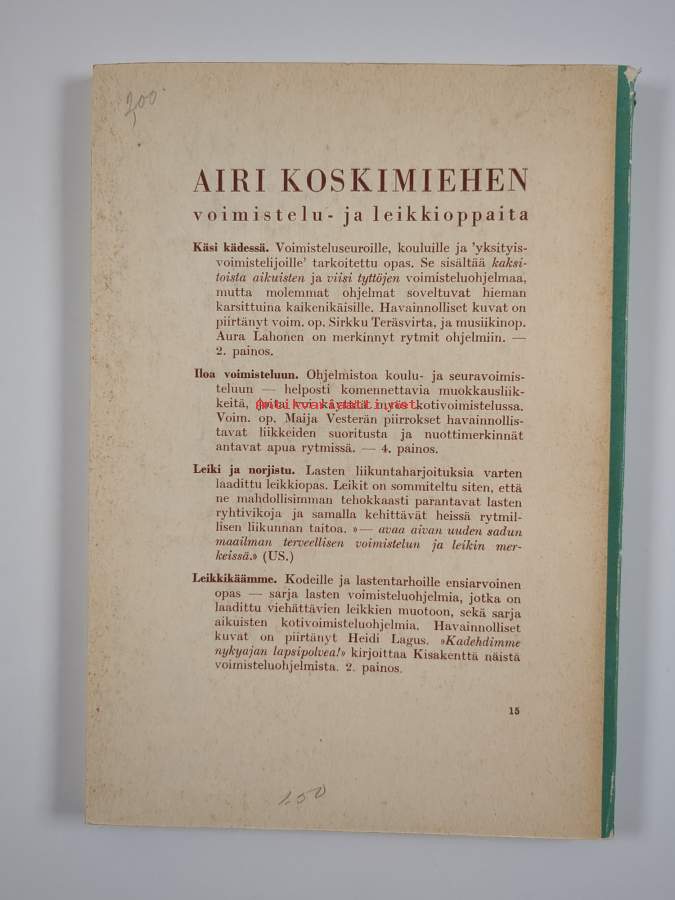 200
AIRI KOSKIMIEHEN
voimistelu- ja leikkioppaita
Käsi kädessä. Voimisteluseuroille, kouluille ja 'yksityis-
voimistelijoille' tarkoitettu opas. Se sisältää kaksi-
toista aikuisten ja viisi tyttöjen voimisteluohjelmaa,
mutta molemmat ohjelmat soveltuvat hieman
karsittuina kaikenikäisille. Havainnolliset kuvat on
piirtänyt voim. op. Sirkku Teräsvirta, ja musiikinop.
Aura Lahonen on merkinnyt rytmit ohjelmiin. —
2. painos.
Iloa voimisteluun. Ohjelmistoa koulu- ja seuravoimis-
teluun — helposti komennettavia muokkausliik-
keitä, joita voi käyttää myös kotivoimistelussa.
Voim. op. Maija Vesterän piirrokset havainnollis-
tavat liikkeiden suoritusta ja nuottimerkinnät
antavat apua rytmissä. — 4. painos.
Leiki ja norjistu. Lasten liikuntaharjoituksia varten
laadittu leikkiopas. Leikit on sommiteltu siten, että
ne mahdollisimman tehokkaasti parantavat lasten
ryhtivikoja ja samalla kehittävät heissä rytmil-
lisen liikunnan taitoa. »— avaa aivan uuden sadun
maailman terveellisen voimistelun ja leikin mer-
keissä.» (US.)
Leikkikäämme. Kodeille ja lastentarhoille ensiarvoinen
opas — sarja lasten voimisteluohjelmia, jotka on
laadittu viehättävien leikkien muotoon, sekä sarja
aikuisten kotivoimisteluohjelmia. Havainnolliset
kuvat on piirtänyt Heidi Lagus. »Kadehdimme
nykyajan lapsipolvea!» kirjoittaa Kisakenttä näistä
voimisteluohjelmista. 2. painos.
15
150